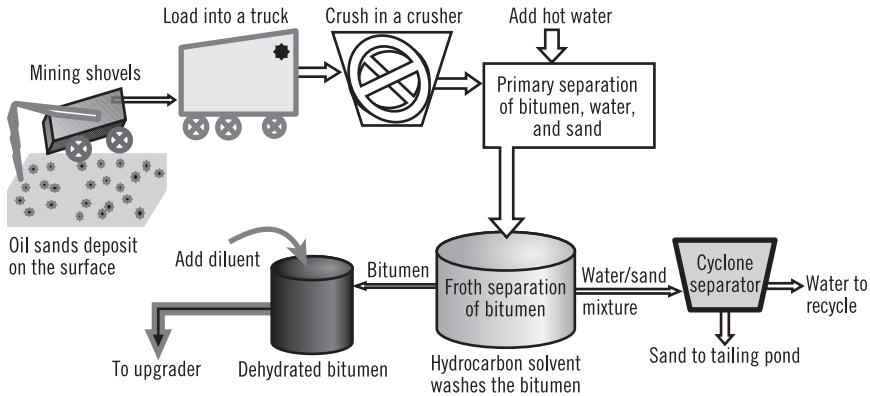 Load into a truck
Crush in a crusher
Add hot water
Mining shovels
Primary separation
of bitumen, water,
and sand
Oil sands deposit
on the surface
Add diluent
Bitumen
Froth separation
of bitumen
Water/sand
mixture
Cyclone
separator
Water to
recycle
To upgrader
Dehydrated bitumen
Hydrocarbon solvent
washes the bitumen
Sand to tailing pond